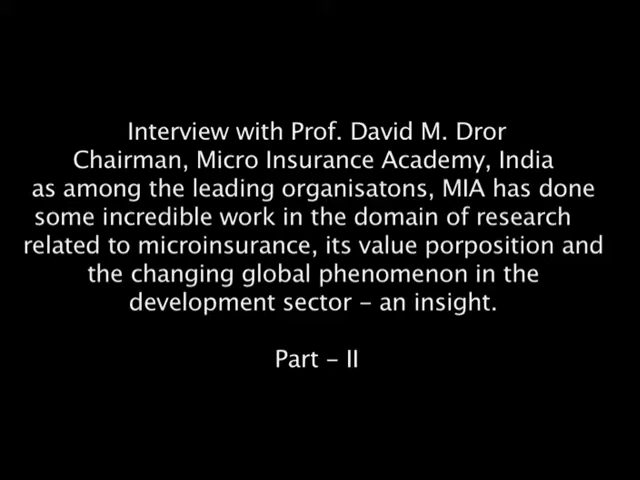 Interview with Prof. David M. Dror
Chairman, Micro Insurance Academy, India
as among the leading organisatons, MIA has done
some incredible work in the domain of research
related to microinsurance, its value porposition and
the changing global phenomenon in the
development sector – an insight.
Part – II